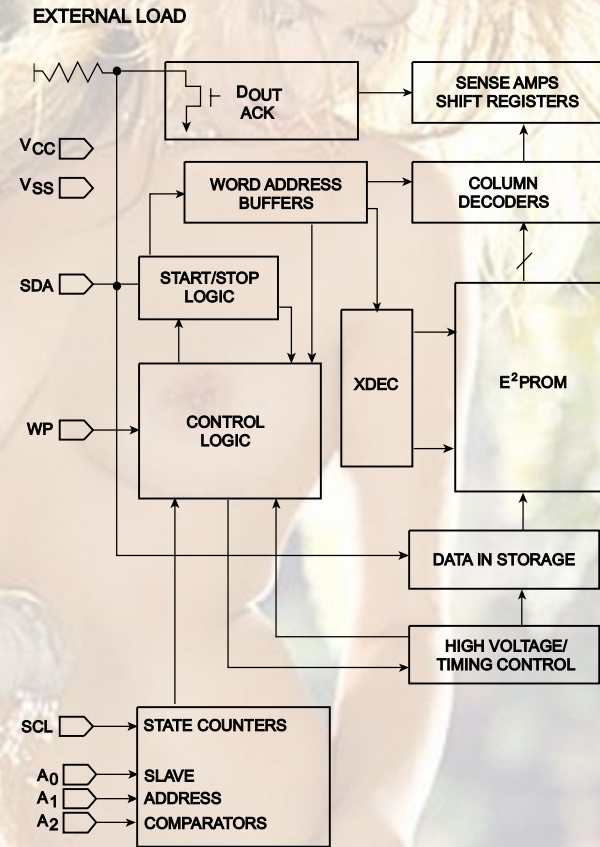 EXTERNAL LOAD
DOUT
ACK
SENSE AMPS
SHIFT REGISTERS
VCC
VSS
WORD ADDRESS
BUFFERS
COLUMN
DECODERS
SDA
START/STOP
LOGIC
XDEC
E²PROM
WP
CONTROL
LOGIC
DATA IN STORAGE
HIGH VOLTAGE/
TIMING CONTROL
SCL
STATE COUNTERS
A0
SLAVE
A1
ADDRESS
A2
COMPARATORS